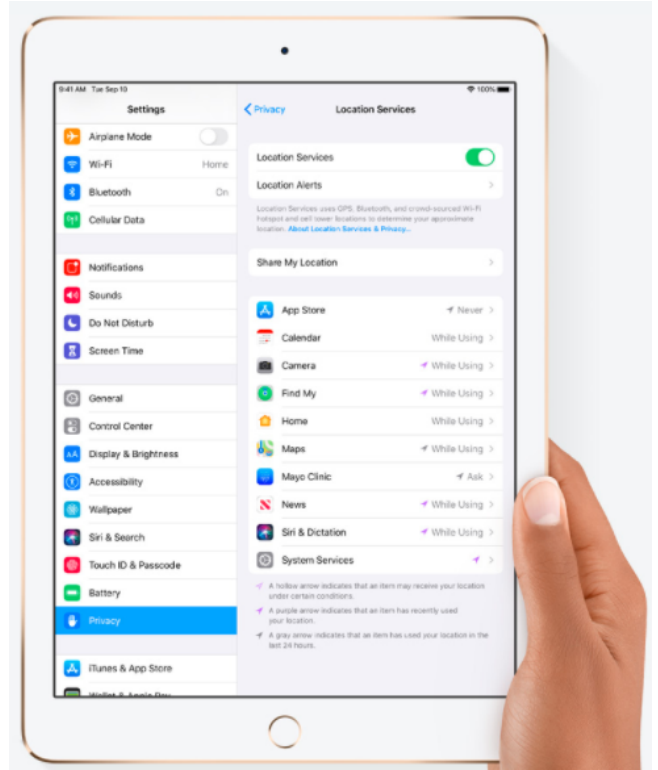 9:41 AM Tue Sep 10
100%
Settings
Airplane Mode
Wi-Fi Home
Bluetooth On
Cellular Data
Notifications
Sounds
Do Not Disturb
Screen Time
General
Control Center
AA Display & Brightness
Accessibility
Wallpaper
Siri & Search
Touch ID & Passcode
Battery
Privacy
iTunes & App Store
Wallet & Apple Pay
Privacy Location Services
Location Services
Location Alerts
Location Services uses GPS, Bluetooth, and crowd-sourced Wi-Fi
hotspot and cell tower locations to determine your approximate
location. About Location Services & Privacy...
Share My Location
App Store Never
Calendar While Using
Camera While Using
Find My While Using
Home While Using
Maps While Using
Mayo Clinic Ask
N News While Using
Siri & Dictation While Using
System Services
A hollow arrow indicates that an item may receive your location
under certain conditions.
A purple arrow indicates that an item has recently used
your location.
A gray arrow indicates that an item has used your location in the
last 24 hours.